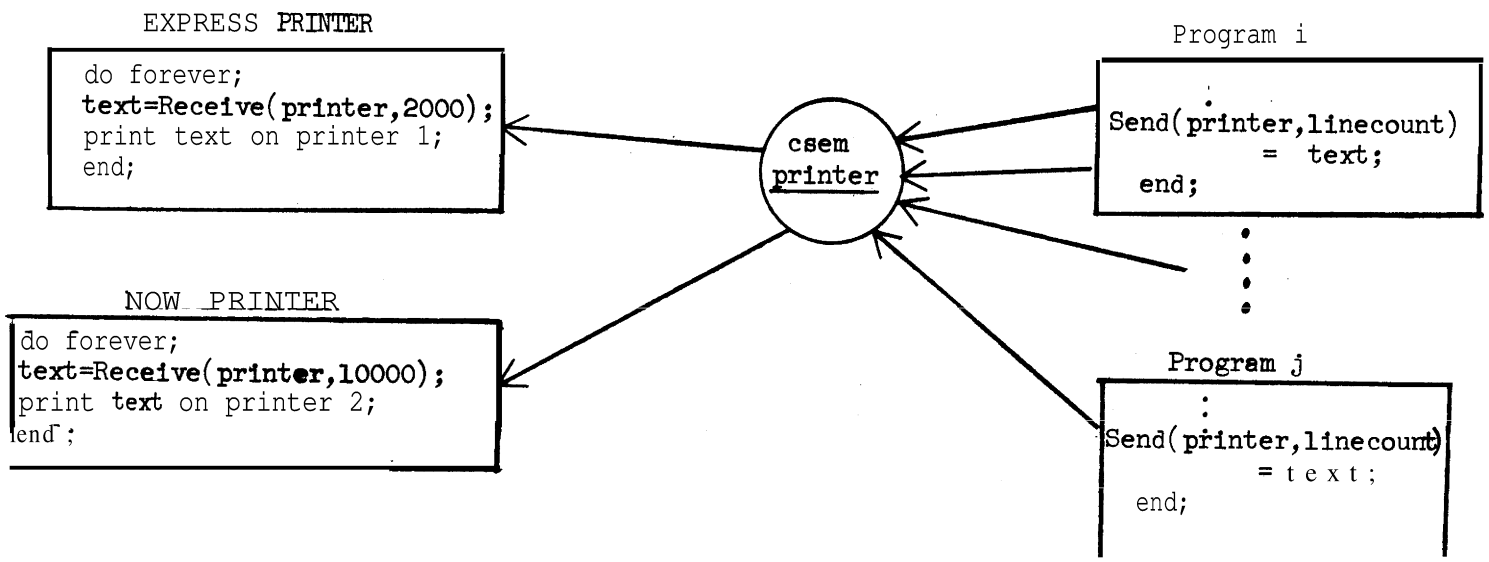 EXPRESS PRINTER
do forever;
text=Receive(printer,2000);
print text on printer 1;
end;
NOW PRINTER
do forever;
text=Receive(printer,10000);
print text on printer 2;
end;
csem
printer
Program i
Send(printer,linecount)
= text;
end;
Program j
Send(printer,linecount)
= text;
end;